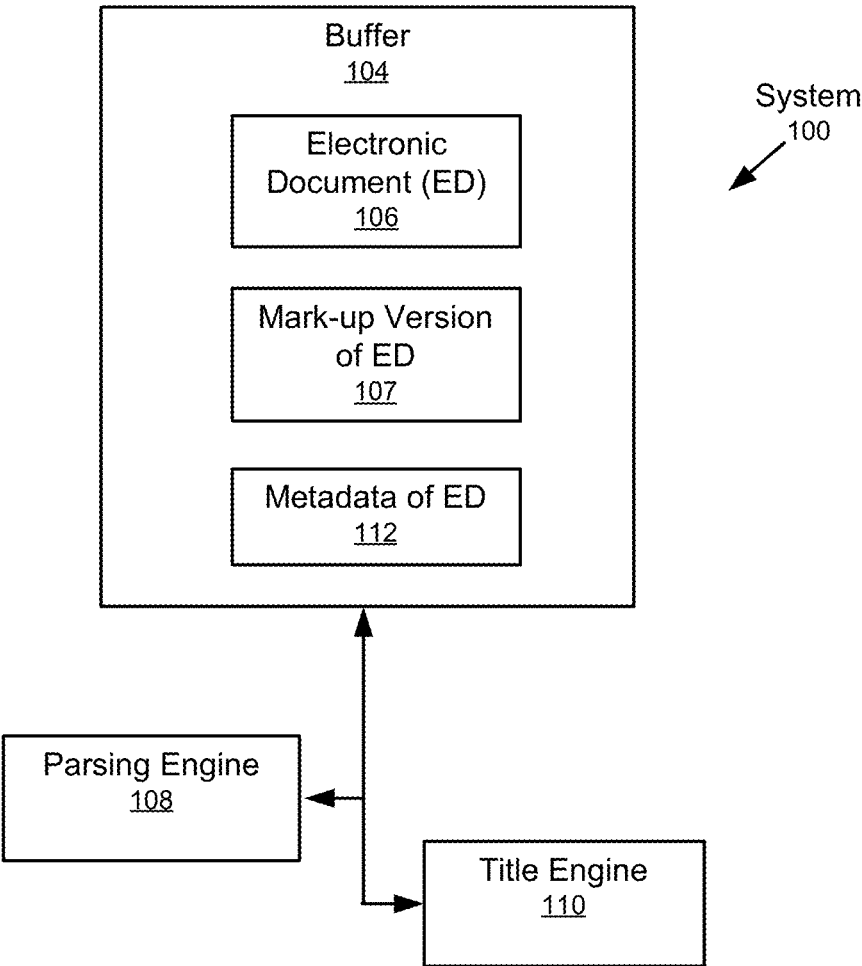 Buffer
104
System
100
Electronic
Document (ED)
106
Mark-up Version
of ED
107
Metadata of ED
112
Parsing Engine
108
Title Engine
110